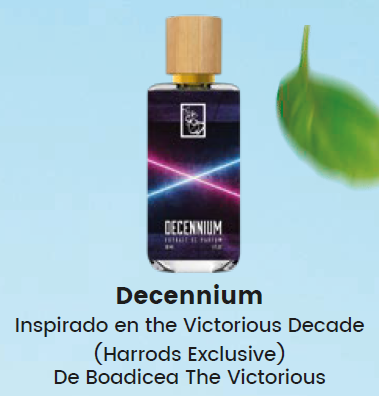 DECENNIUM
EXTRAIT DE PARFUM
Decennium
Inspirado en the Victorious Decade
(Harrods Exclusive)
De Boadicea The Victorious